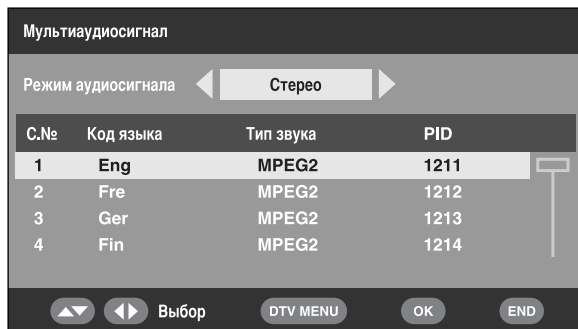 Мультиаудиосигнал
Режим аудиосигнала Стерео
C.№ Код языка Тип звука PID
1 Eng MPEG2 1211
2 Fre MPEG2 1212
3 Ger MPEG2 1213
4 Fin MPEG2 1214
Выбор DTV MENU OK END